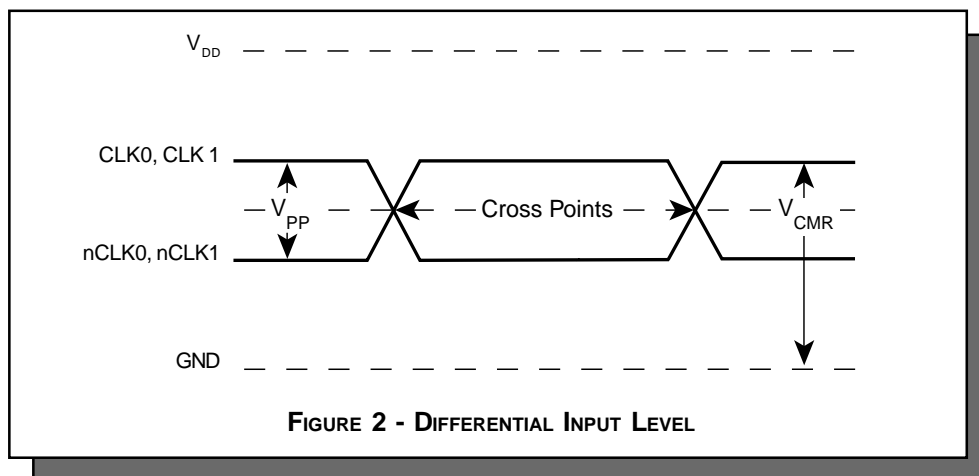 VDD
CLK0, CLK 1
VPP
Cross Points
VCMR
nCLK0, nCLK1
GND
FIGURE 2 - DIFFERENTIAL INPUT LEVEL